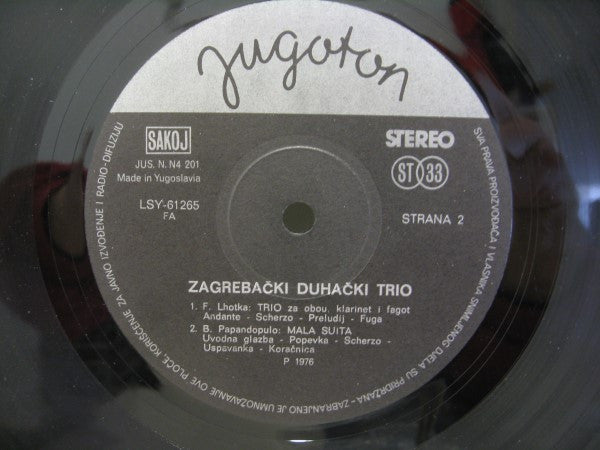 Jugoton
SAKOJ
JUS. N. N4 201
Made in Yugoslavia
LSY-61265
FA
STEREO
ST 33
STRANA 2
ZAGREBAČKI DUHAČKI TRIO
1. F. Lhotka: TRIO za obou, klarinet i fagot
Andante - Scherzo - Preludij - Fuga
2. B. Papandopulo: MALA SUITA
Uvodna glazba - Popevka - Scherzo -
Uspavanka - Koračnica
P 1976
SVA PRAVA PROIZVOĐAČA I VLASNIKA SNIMLJENOG DJELA SU PRIDRŽANA - ZABRANJENO JE UMNOŽAVANJE OVE PLOČE KORIŠĆENJE ZA JAVNO IZVOĐENJE I RADIO-DIFUZIJU